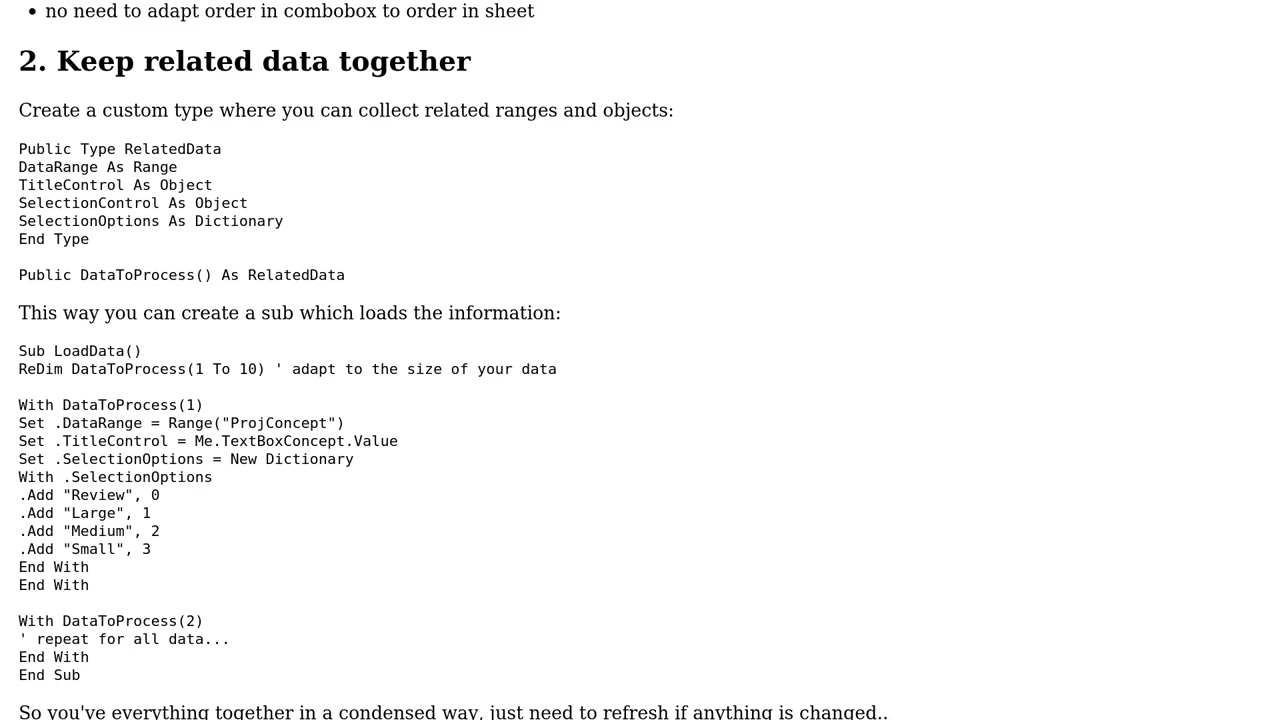 • no need to adapt order in combobox to order in sheet
2. Keep related data together
Create a custom type where you can collect related ranges and objects:
Public Type RelatedData
DataRange As Range
TitleControl As Object
SelectionControl As Object
SelectionOptions As Dictionary
End Type
Public DataToProcess() As RelatedData
This way you can create a sub which loads the information:
Sub LoadData()
ReDim DataToProcess(1 To 10) ' adapt to the size of your data
With DataToProcess(1)
Set .DataRange = Range("ProjConcept")
Set .TitleControl = Me.TextBoxConcept.Value
Set .SelectionOptions = New Dictionary
With .SelectionOptions
.Add "Review", 0
.Add "Large", 1
.Add "Medium", 2
.Add "Small", 3
End With
End With
With DataToProcess(2)
' repeat for all data...
End With
End Sub
So you've everything together in a condensed way, just need to refresh if anything is changed..